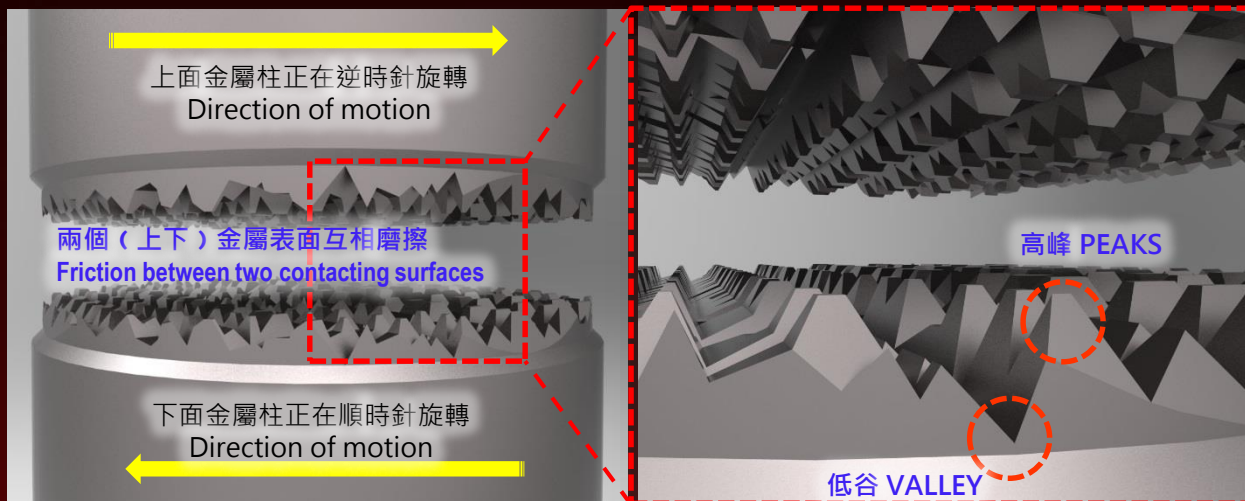 上面金屬柱正在逆時針旋轉
Direction of motion
兩個（上下）金屬表面互相磨擦
Friction between two contacting surfaces
下面金屬柱正在順時針旋轉
Direction of motion
高峰 PEAKS
低谷 VALLEY